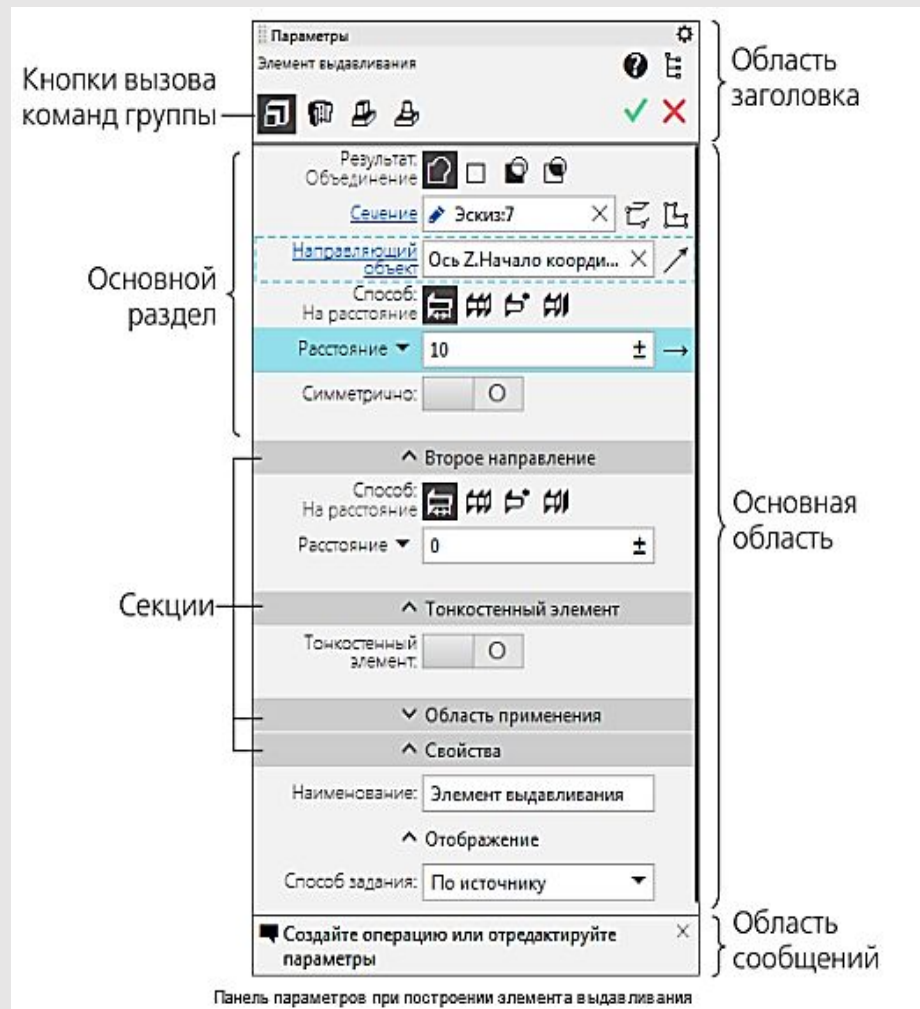 Параметры
Элемент выдавливания
Кнопки вызова
команд группы
Область
заголовка
Результат:
Объединение
Сечение
Эскиз:7
Направляющий
объект
Ось Z.Начало коорди...
Способ:
На расстояние
Расстояние
10
Симметрично:
O
Основной
раздел
Второе направление
Способ:
На расстояние
Расстояние
0
Основная
область
Секции
Тонкостенный элемент
Тонкостенный
элемент:
O
Область применения
Свойства
Наименование:
Элемент выдавливания
Отображение
Способ задания:
По источнику
Создайте операцию или отредактируйте
параметры
Область
сообщений
Панель параметров при построении элемента выдавливания